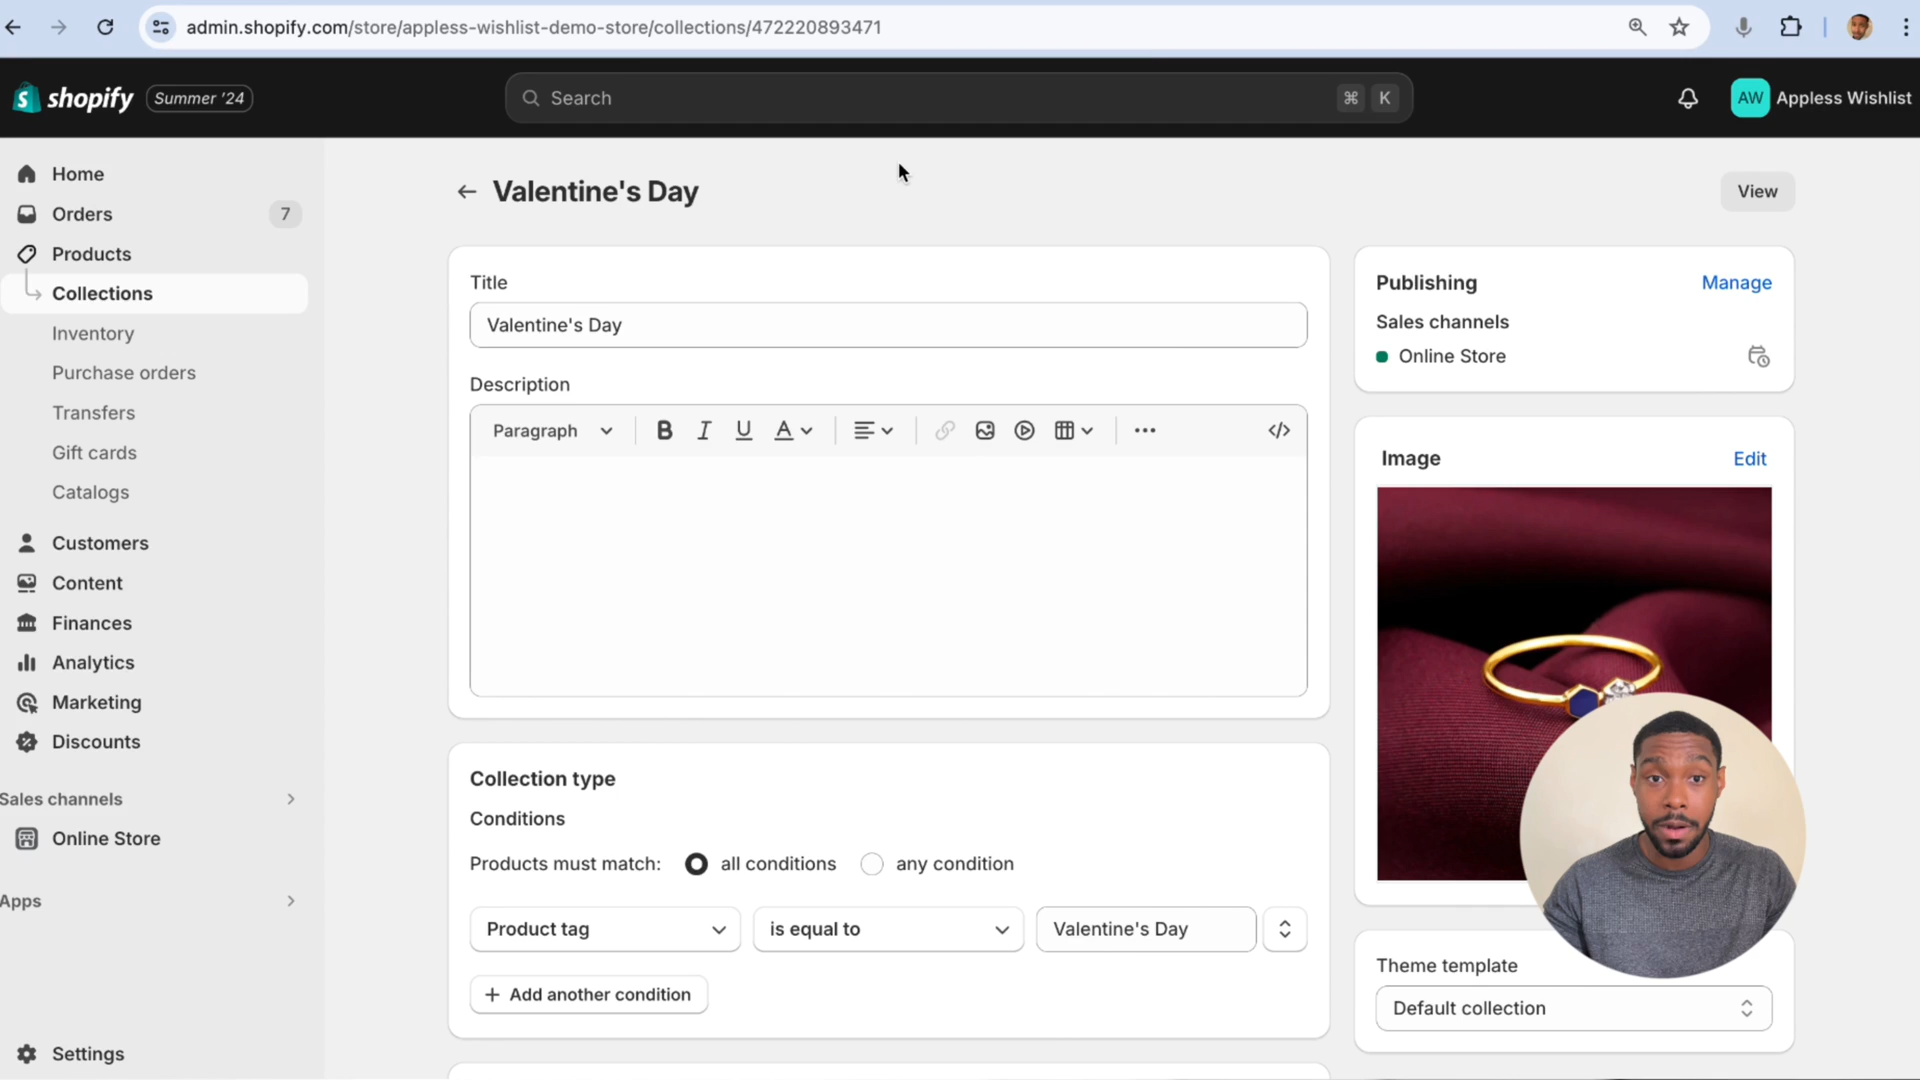 admin.shopify.com/store/appless-wishlist-demo-store/collections/472220893471
shopify Summer '24
Search ⌘ K
AW Appless Wishlist
Home
Orders 7
Products
Collections
Inventory
Purchase orders
Transfers
Gift cards
Catalogs
Customers
Content
Finances
Analytics
Marketing
Discounts
Sales channels
Online Store
Apps
Settings
Valentine's Day
View
Title
Valentine's Day
Description
Paragraph B I U A
Collection type
Conditions
Products must match: all conditions any condition
Product tag is equal to Valentine's Day
+ Add another condition
Publishing Manage
Sales channels
Online Store
Image Edit
Theme template
Default collection